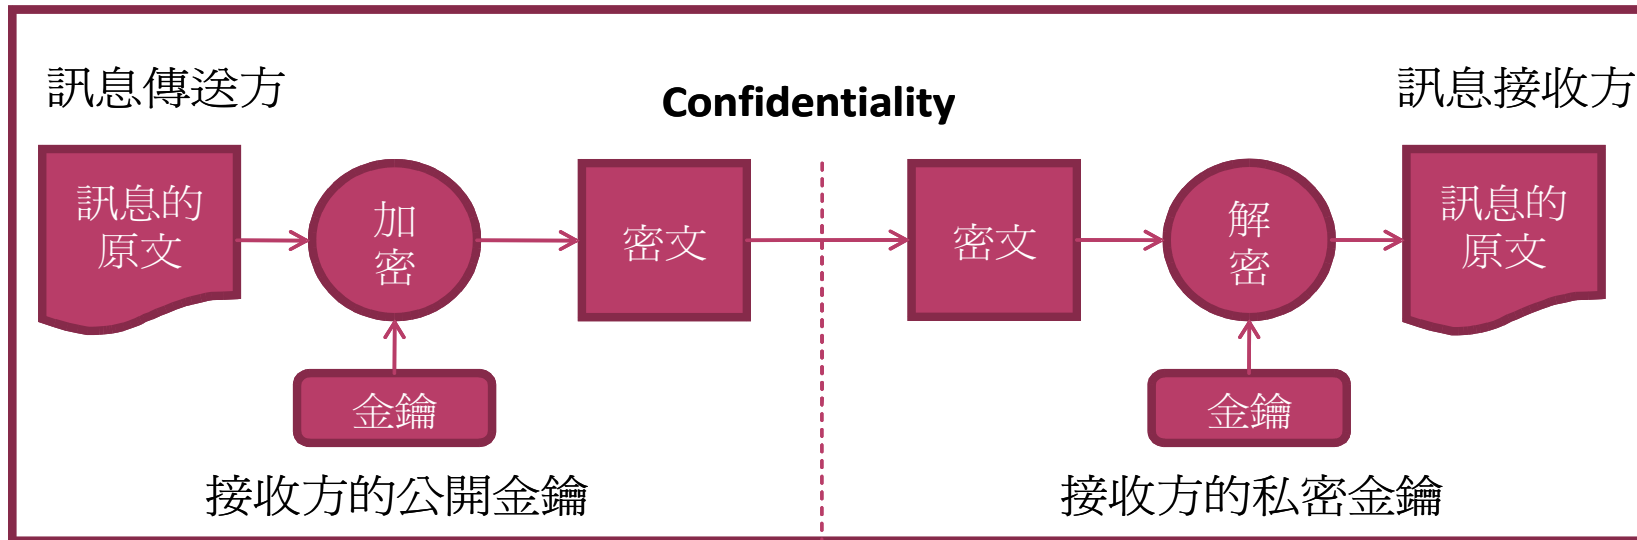 訊息傳送方
Confidentiality
訊息接收方
訊息的
原文
加
密
密文
密文
解
密
訊息的
原文
金鑰
金鑰
接收方的公開金鑰
接收方的私密金鑰